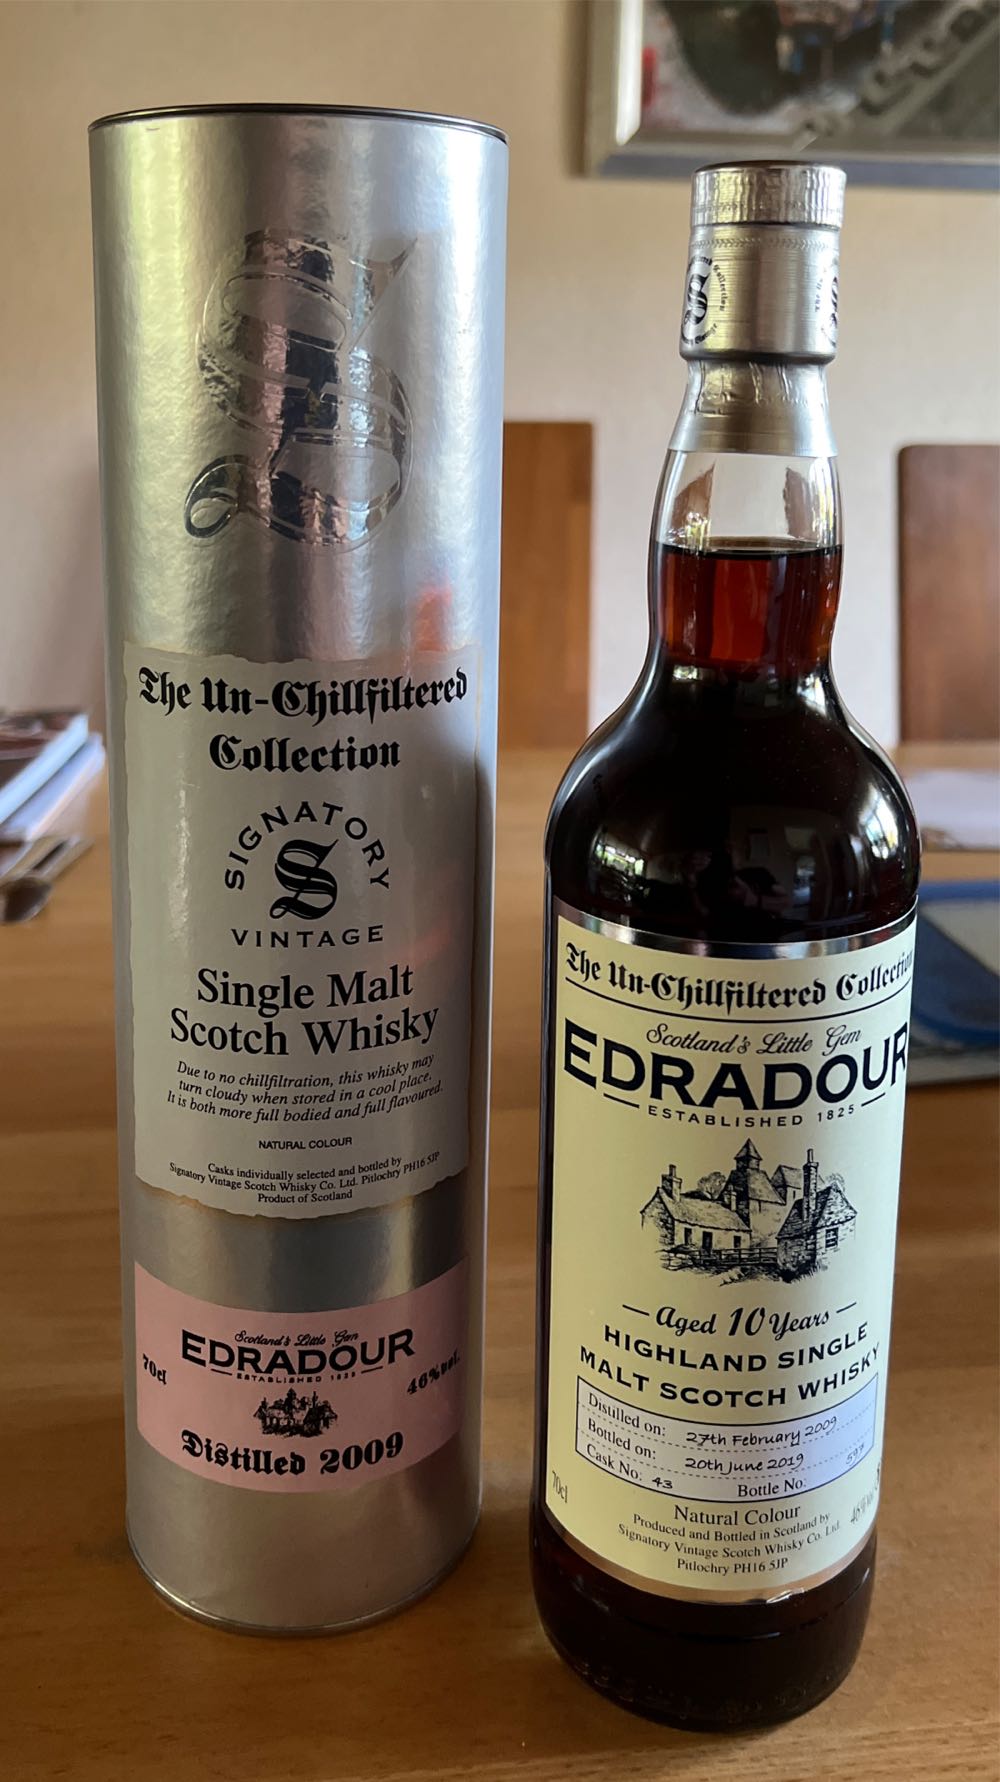 The Un-Chillfiltered
Collection
SIGNATORY
S
VINTAGE
Single Malt
Scotch Whisky
Due to no chillfiltration, this whisky may
turn cloudy when stored in a cool place.
It is both more full bodied and full flavoured.
NATURAL COLOUR
Casks individually selected and bottled by
Signatory Vintage Scotch Whisky Co. Ltd. Pitlochry PH16 5JP
Product of Scotland
Scotland's Little Gem
EDRADOUR
ESTABLISHED 1825
70cl
46%vol.
Distilled 2009
The Un-Chillfiltered Collection
Scotland's Little Gem
EDRADOUR
ESTABLISHED 1825
Aged 10 Years
HIGHLAND SINGLE
MALT SCOTCH WHISKY
Distilled on: 27th February 2009
Bottled on: 20th June 2019
Cask No: 43 Bottle No: 597
70cl
Natural Colour
46%
Produced and Bottled in Scotland by
Signatory Vintage Scotch Whisky Co. Ltd.
Pitlochry PH16 5JP